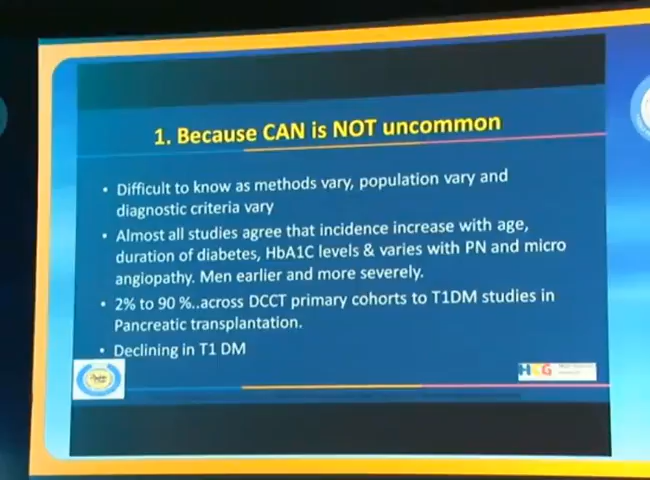 1. Because CAN is NOT uncommon
• Difficult to know as methods vary, population vary and
diagnostic criteria vary
• Almost all studies agree that incidence increase with age,
duration of diabetes, HbA1C levels & varies with PN and micro
angiopathy. Men earlier and more severely.
• 2% to 90 %..across DCCT primary cohorts to T1DM studies in
Pancreatic transplantation.
• Declining in T1 DM
HCG